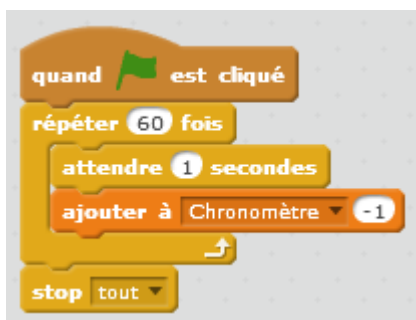 quand est cliqué
répéter 60 fois
attendre 1 secondes
ajouter à Chronomètre -1
stop tout